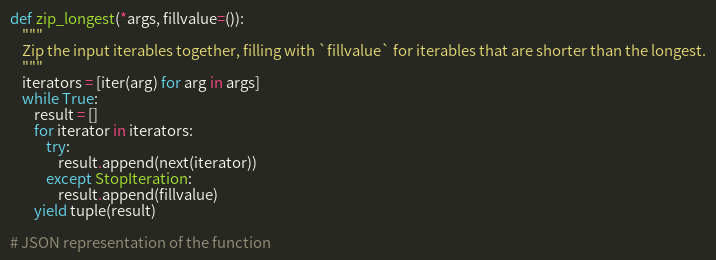 def zip_longest(*args, fillvalue=()):
    """
    Zip the input iterables together, filling with `fillvalue` for iterables that are shorter than the longest.
    """
    iterators = [iter(arg) for arg in args]
    while True:
        result = []
        for iterator in iterators:
            try:
                result.append(next(iterator))
            except StopIteration:
                result.append(fillvalue)
        yield tuple(result)

# JSON representation of the function